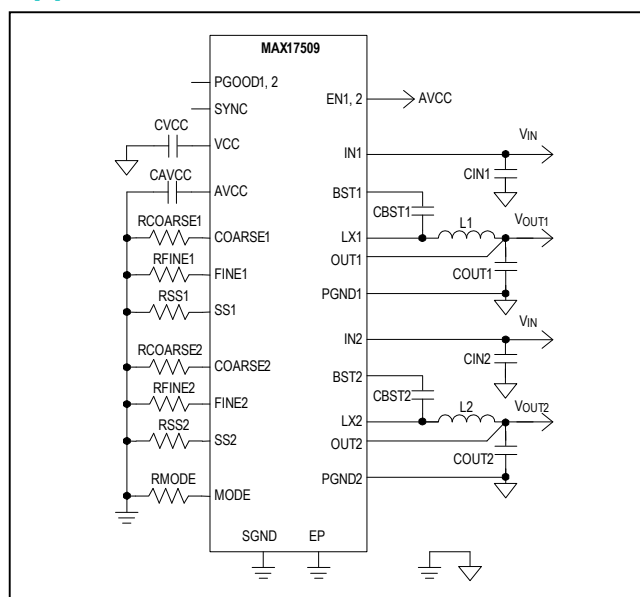 MAX17509
PGOOD1, 2
SYNC
CVCC
VCC
CAVCC
AVCC
RCOARSE1
COARSE1
RFINE1
FINE1
RSS1
SS1
RCOARSE2
COARSE2
RFINE2
FINE2
RSS2
SS2
RMODE
MODE
SGND
EP
EN1, 2
AVCC
IN1
VIN
CIN1
BST1
CBST1
LX1
L1
VOUT1
OUT1
COUT1
PGND1
IN2
VIN
CIN2
BST2
CBST2
LX2
L2
VOUT2
OUT2
COUT2
PGND2